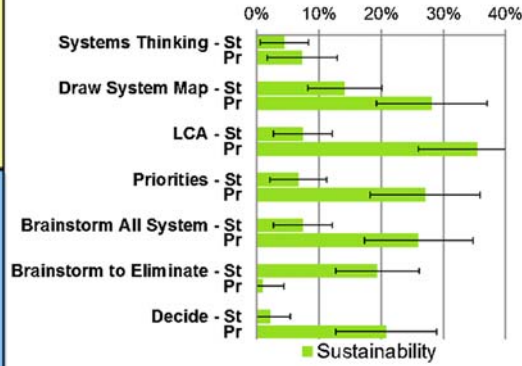 0% 10% 20% 30% 40%
Systems Thinking - St
Pr
Draw System Map - St
Pr
LCA - St
Pr
Priorities - St
Pr
Brainstorm All System - St
Pr
Brainstorm to Eliminate - St
Pr
Decide - St
Pr
Sustainability